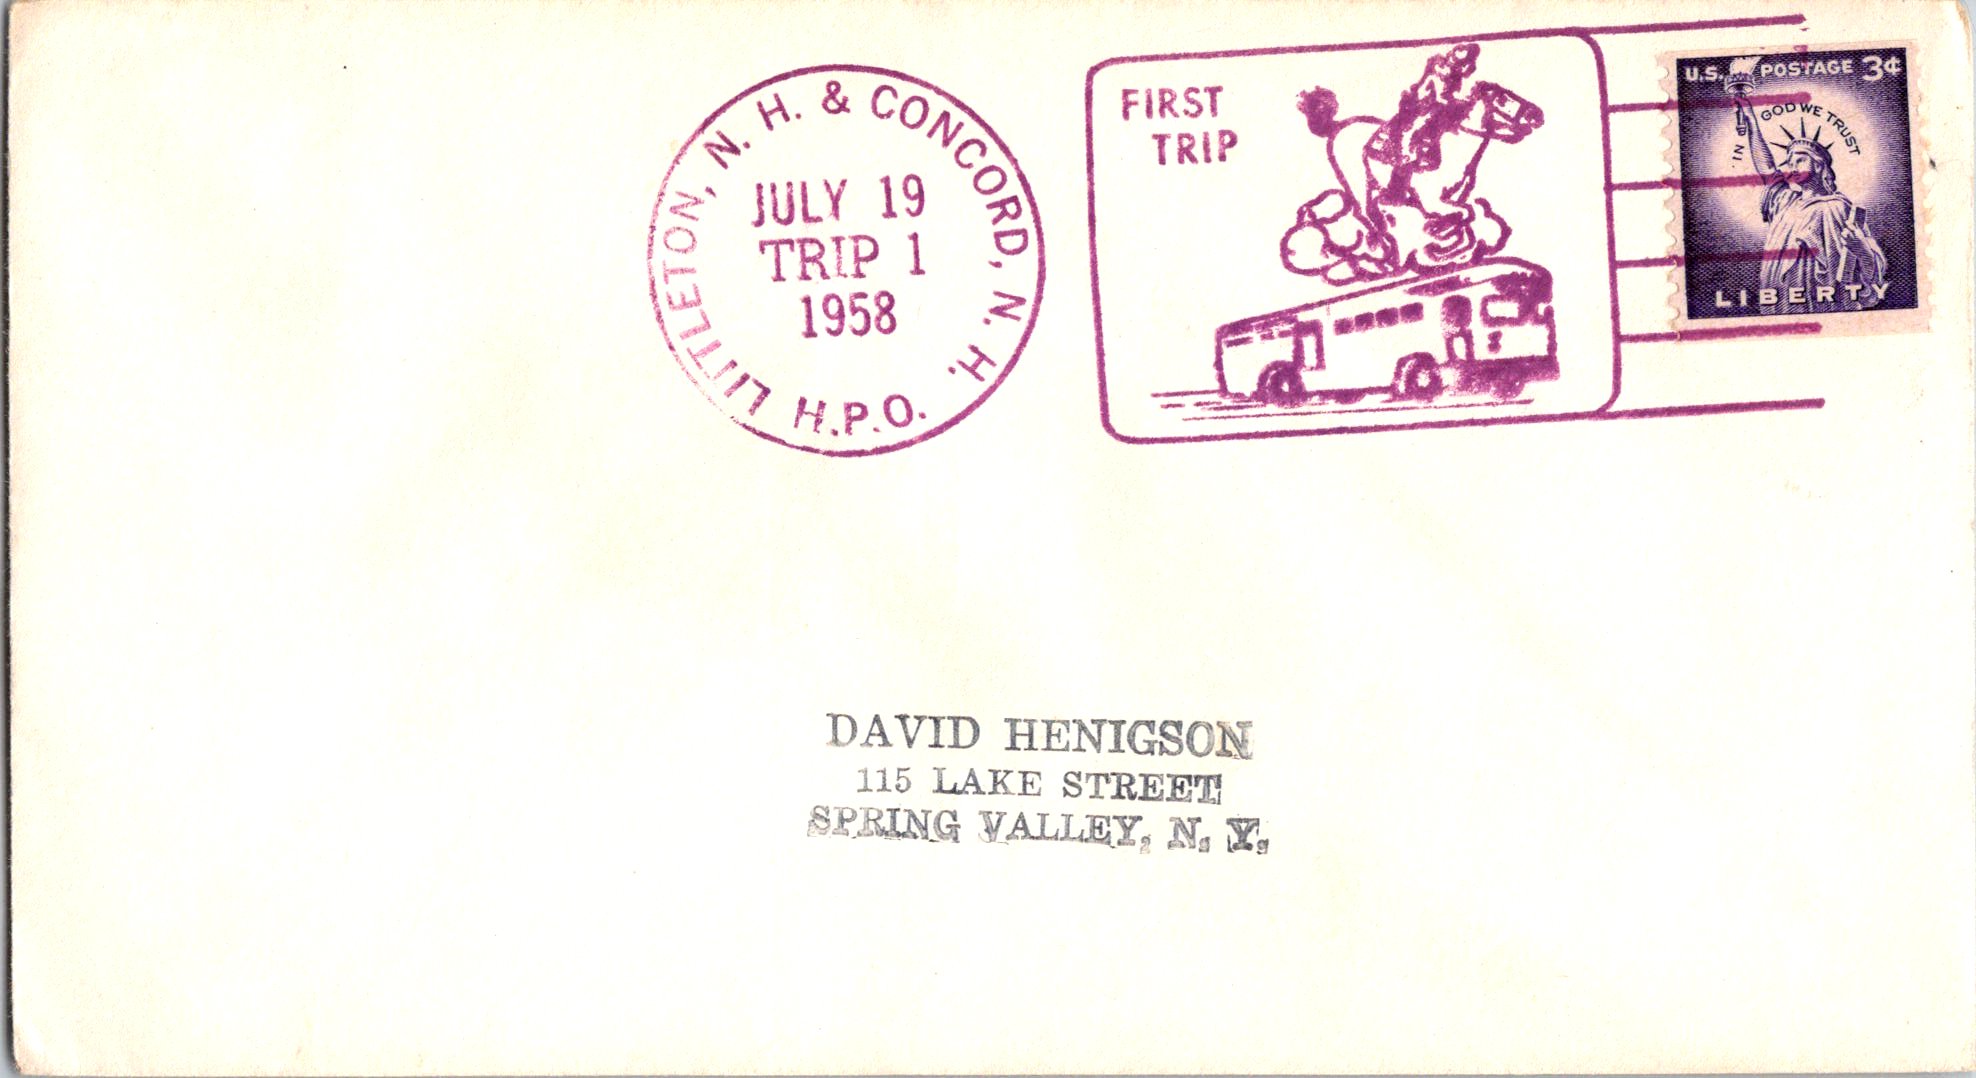 LITTLETON, N. H. & CONCORD, N. H.
JULY 19
TRIP 1
1958
H.P.O.
FIRST
TRIP
U.S. POSTAGE 3¢
IN GOD WE TRUST
LIBERTY
DAVID HENIGSON
115 LAKE STREET
SPRING VALLEY, N. Y.